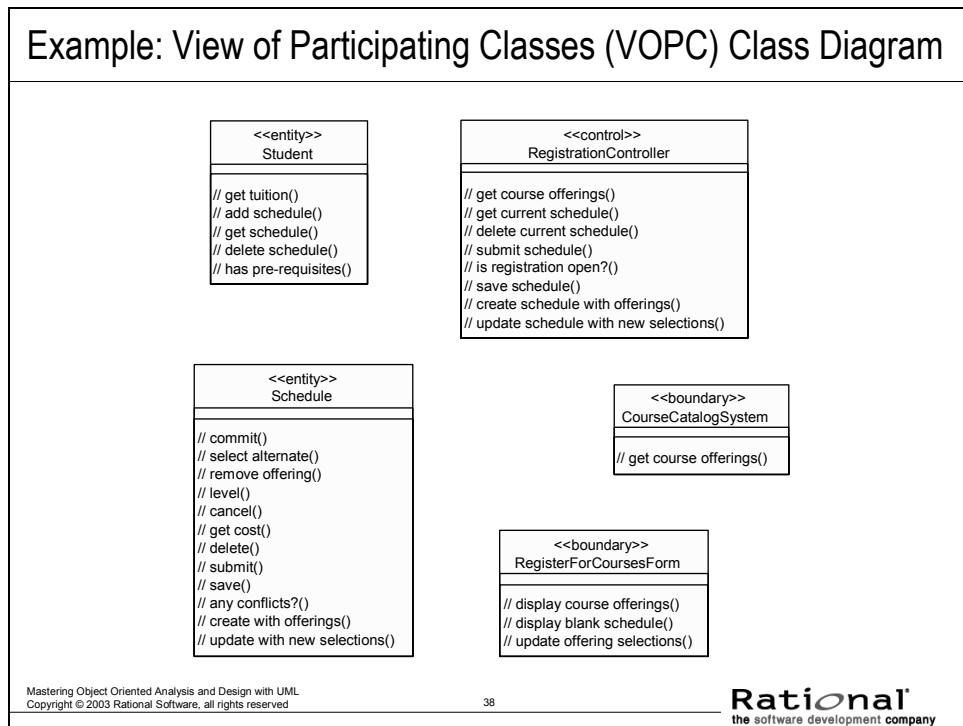 Example: View of Participating Classes (VOPC) Class Diagram
<<entity>>
Student
// get tuition()
// add schedule()
// get schedule()
// delete schedule()
// has pre-requisites()
<<control>>
RegistrationController
// get course offerings()
// get current schedule()
// delete current schedule()
// submit schedule()
// is registration open?()
// save schedule()
// create schedule with offerings()
// update schedule with new selections()
<<entity>>
Schedule
// commit()
// select alternate()
// remove offering()
// level()
// cancel()
// get cost()
// delete()
// submit()
// save()
// any conflicts?()
// create with offerings()
// update with new selections()
<<boundary>>
CourseCatalogSystem
// get course offerings()
<<boundary>>
RegisterForCoursesForm
// display course offerings()
// display blank schedule()
// update offering selections()
Mastering Object Oriented Analysis and Design with UML
Copyright © 2003 Rational Software, all rights reserved
38
Rational
the software development company